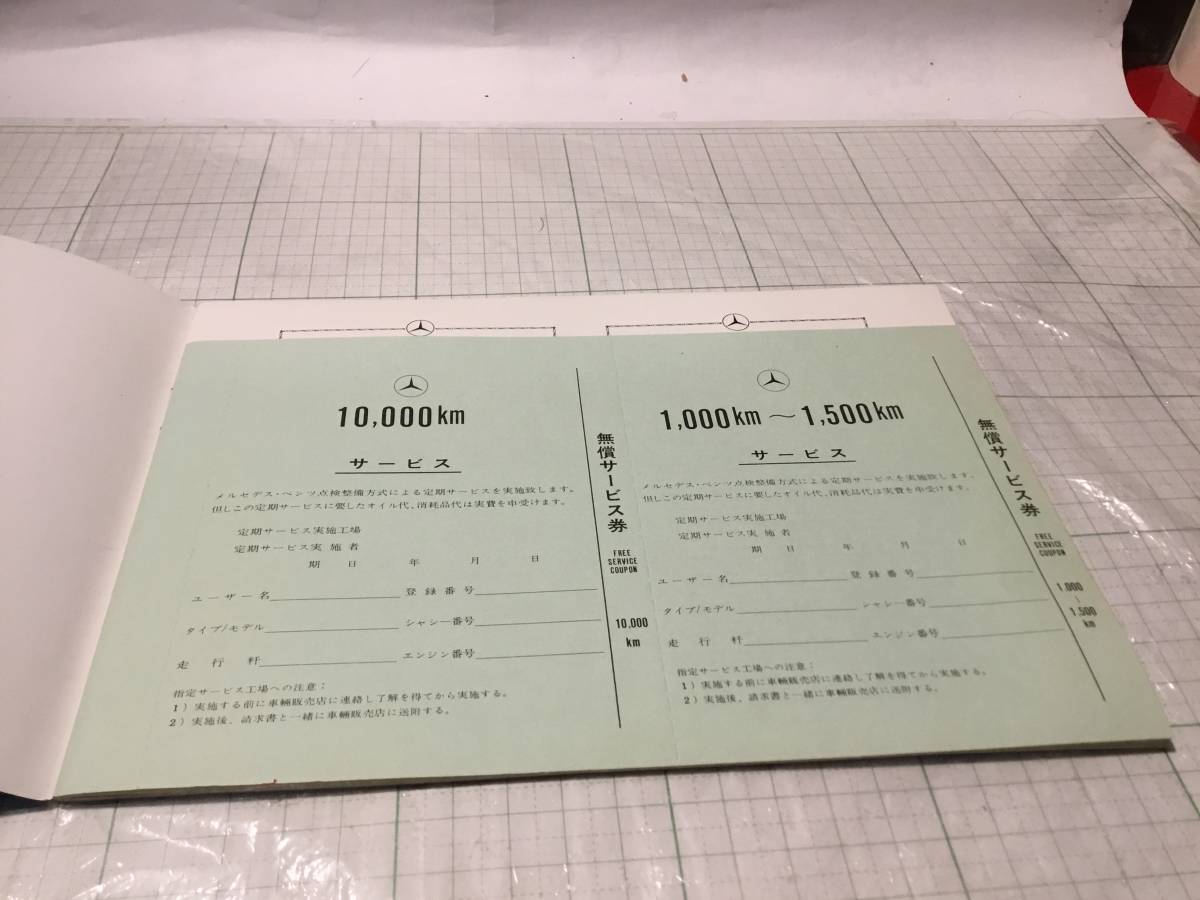 10,000km
サービス
メルセデス・ベンツ点検整備方式による定期サービスを実施致します。
但しこの定期サービスに要したオイル代、消耗品代は実費を申受けます。
定期サービス実施工場
定期サービス実施者
期日 年 月 日
ユーザー名 登録番号
タイプ/モデル シャシー番号
走行粁 エンジン番号
指定サービス工場への注意：
1）実施する前に車輛販売店に連絡し了解を得てから実施する。
2）実施後、請求書と一緒に車輛販売店に送附する。
無償サービス券
FREE
SERVICE
COUPON
10,000
km
1,000km～1,500km
サービス
メルセデス・ベンツ点検整備方式による定期サービスを実施致します。
但しこの定期サービスに要したオイル代、消耗品代は実費を申受けます。
定期サービス実施工場
定期サービス実施者
期日 年 月 日
ユーザー名 登録番号
タイプ/モデル シャシー番号
走行粁 エンジン番号
指定サービス工場への注意：
1）実施する前に車輛販売店に連絡し了解を得てから実施する。
2）実施後、請求書と一緒に車輛販売店に送附する。
無償サービス券
FREE
SERVICE
COUPON
1,000
～
1,500
km